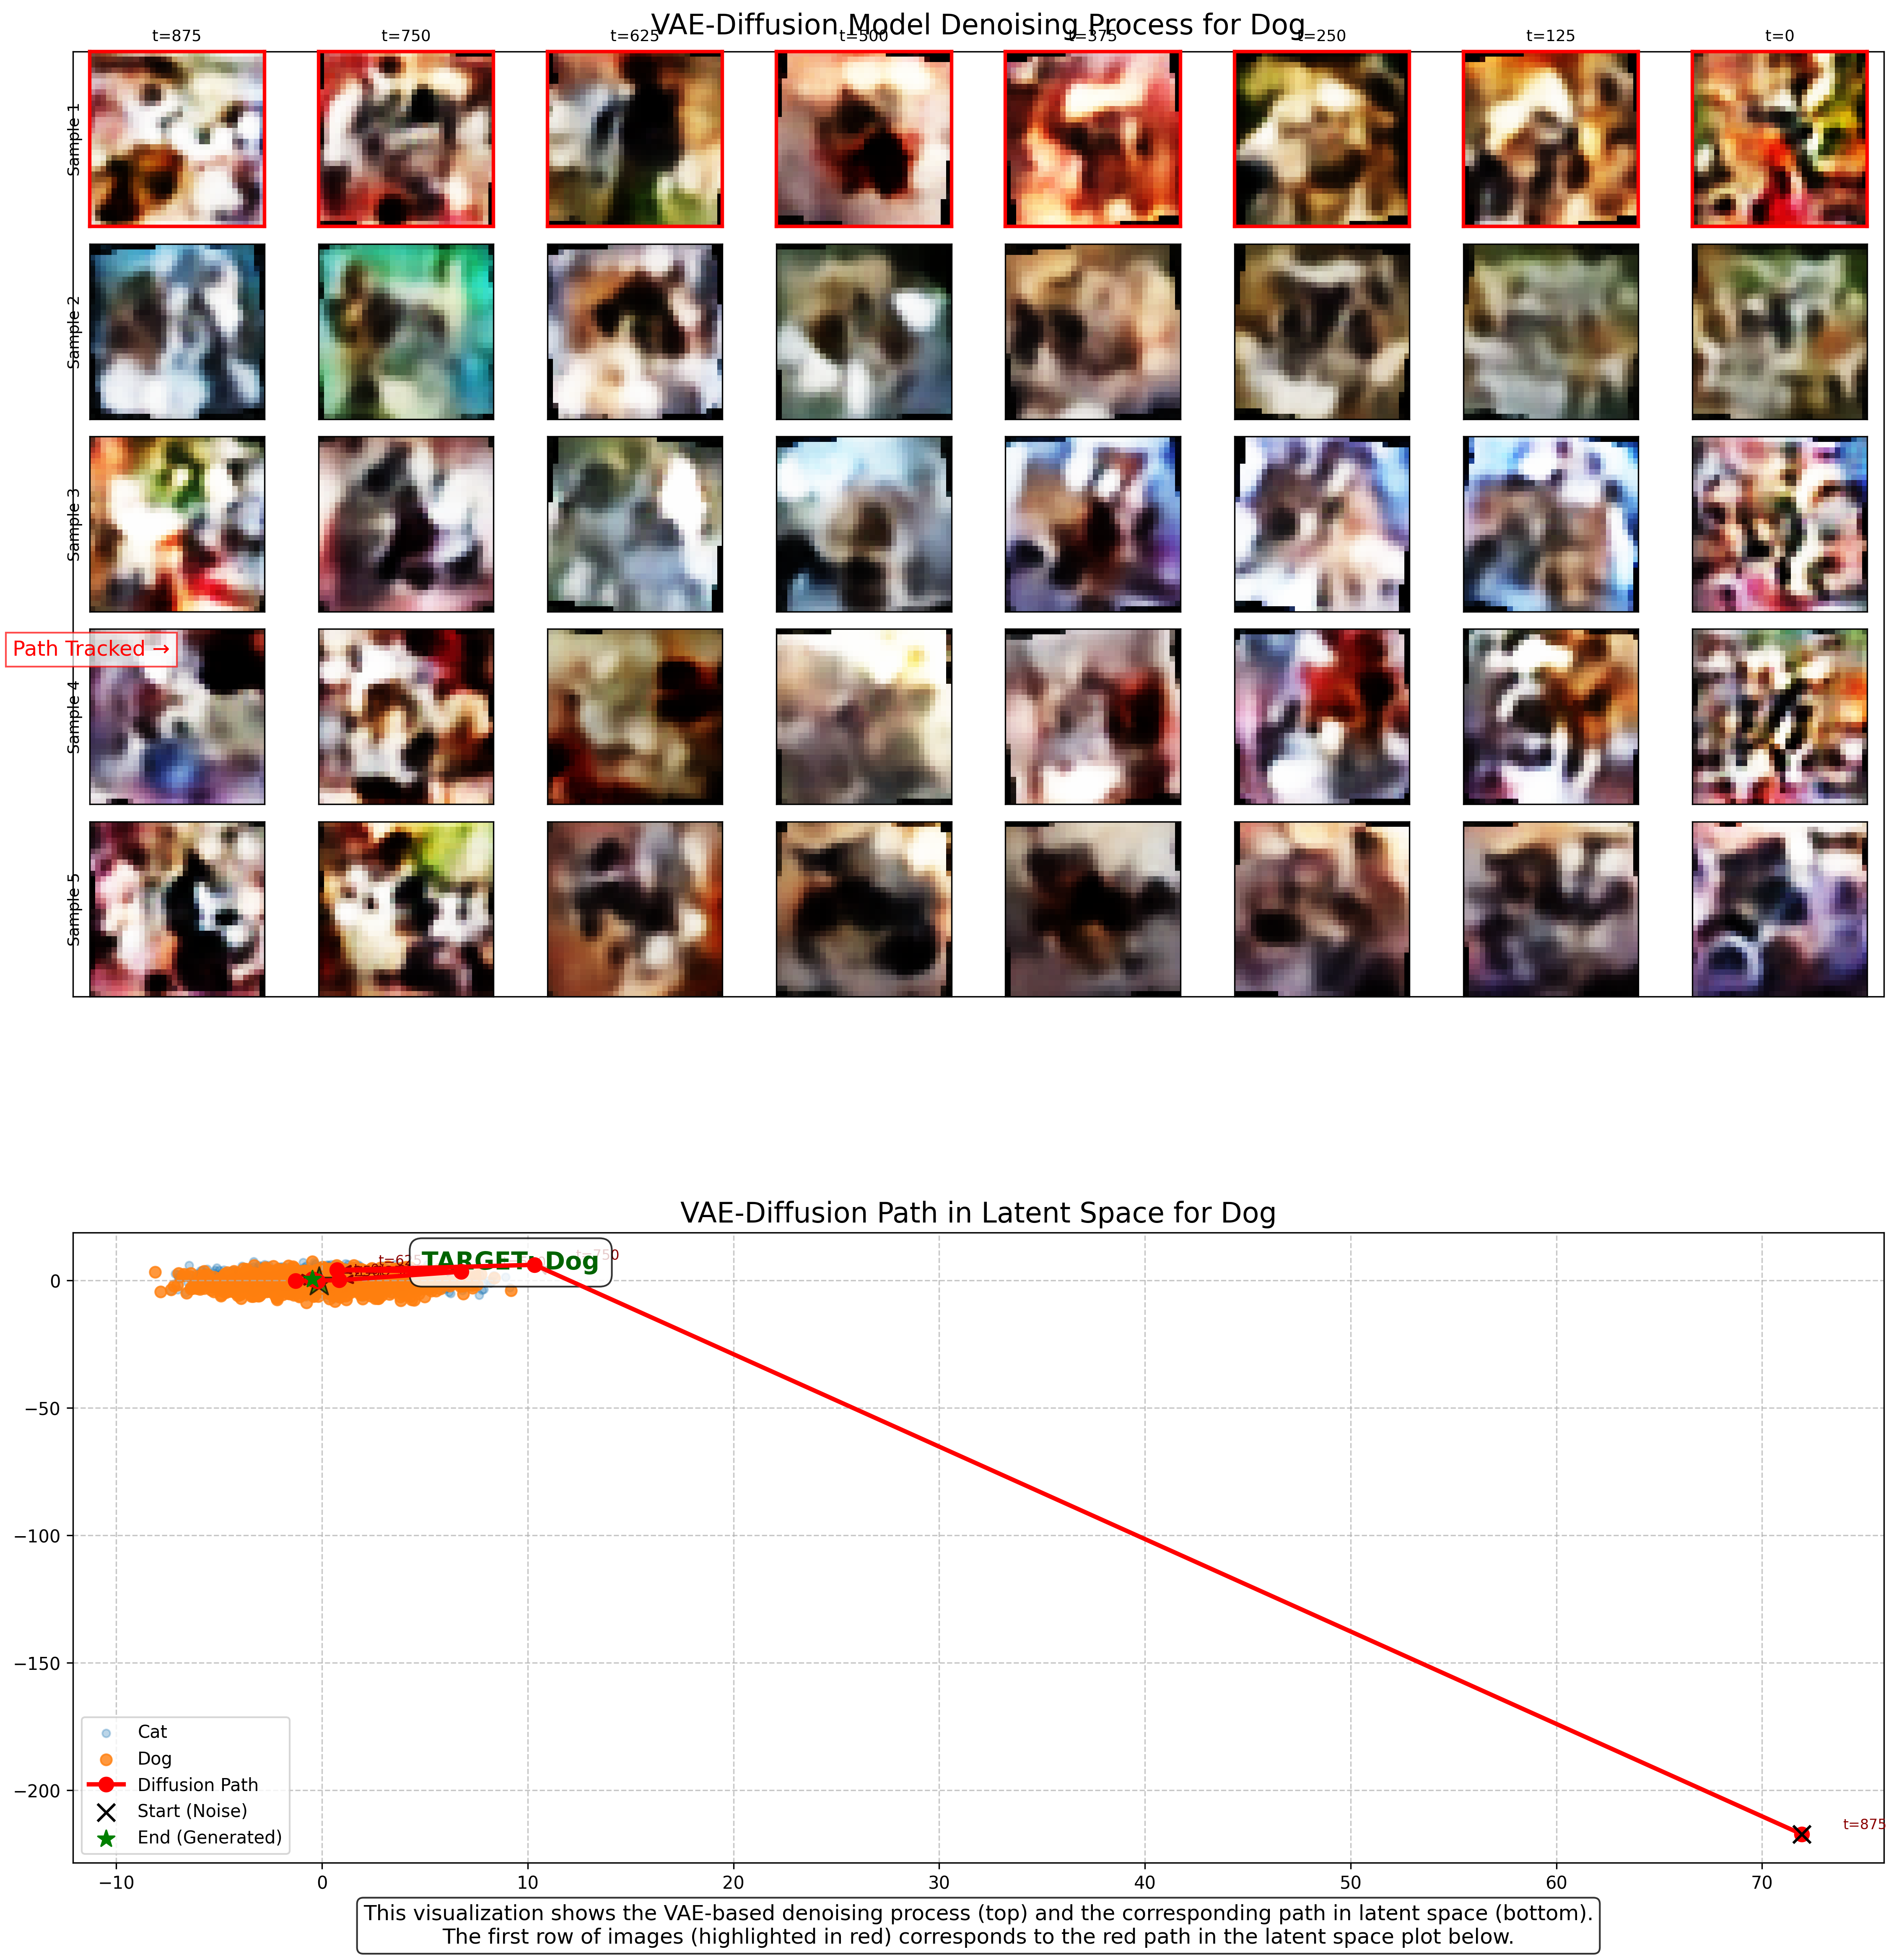 VAE-Diffusion Model Denoising Process for Dog
t=875 t=750 t=625 t=500 t=375 t=250 t=125 t=0
Sample 1
Sample 2
Sample 3
Path Tracked →
Sample 4
Sample 5
VAE-Diffusion Path in Latent Space for Dog
t=625
TARGET: Dog
t=750
0
−50
−100
−150
−200
t=875
Cat
Dog
Diffusion Path
Start (Noise)
End (Generated)
−10 0 10 20 30 40 50 60 70
This visualization shows the VAE-based denoising process (top) and the corresponding path in latent space (bottom).
The first row of images (highlighted in red) corresponds to the red path in the latent space plot below.